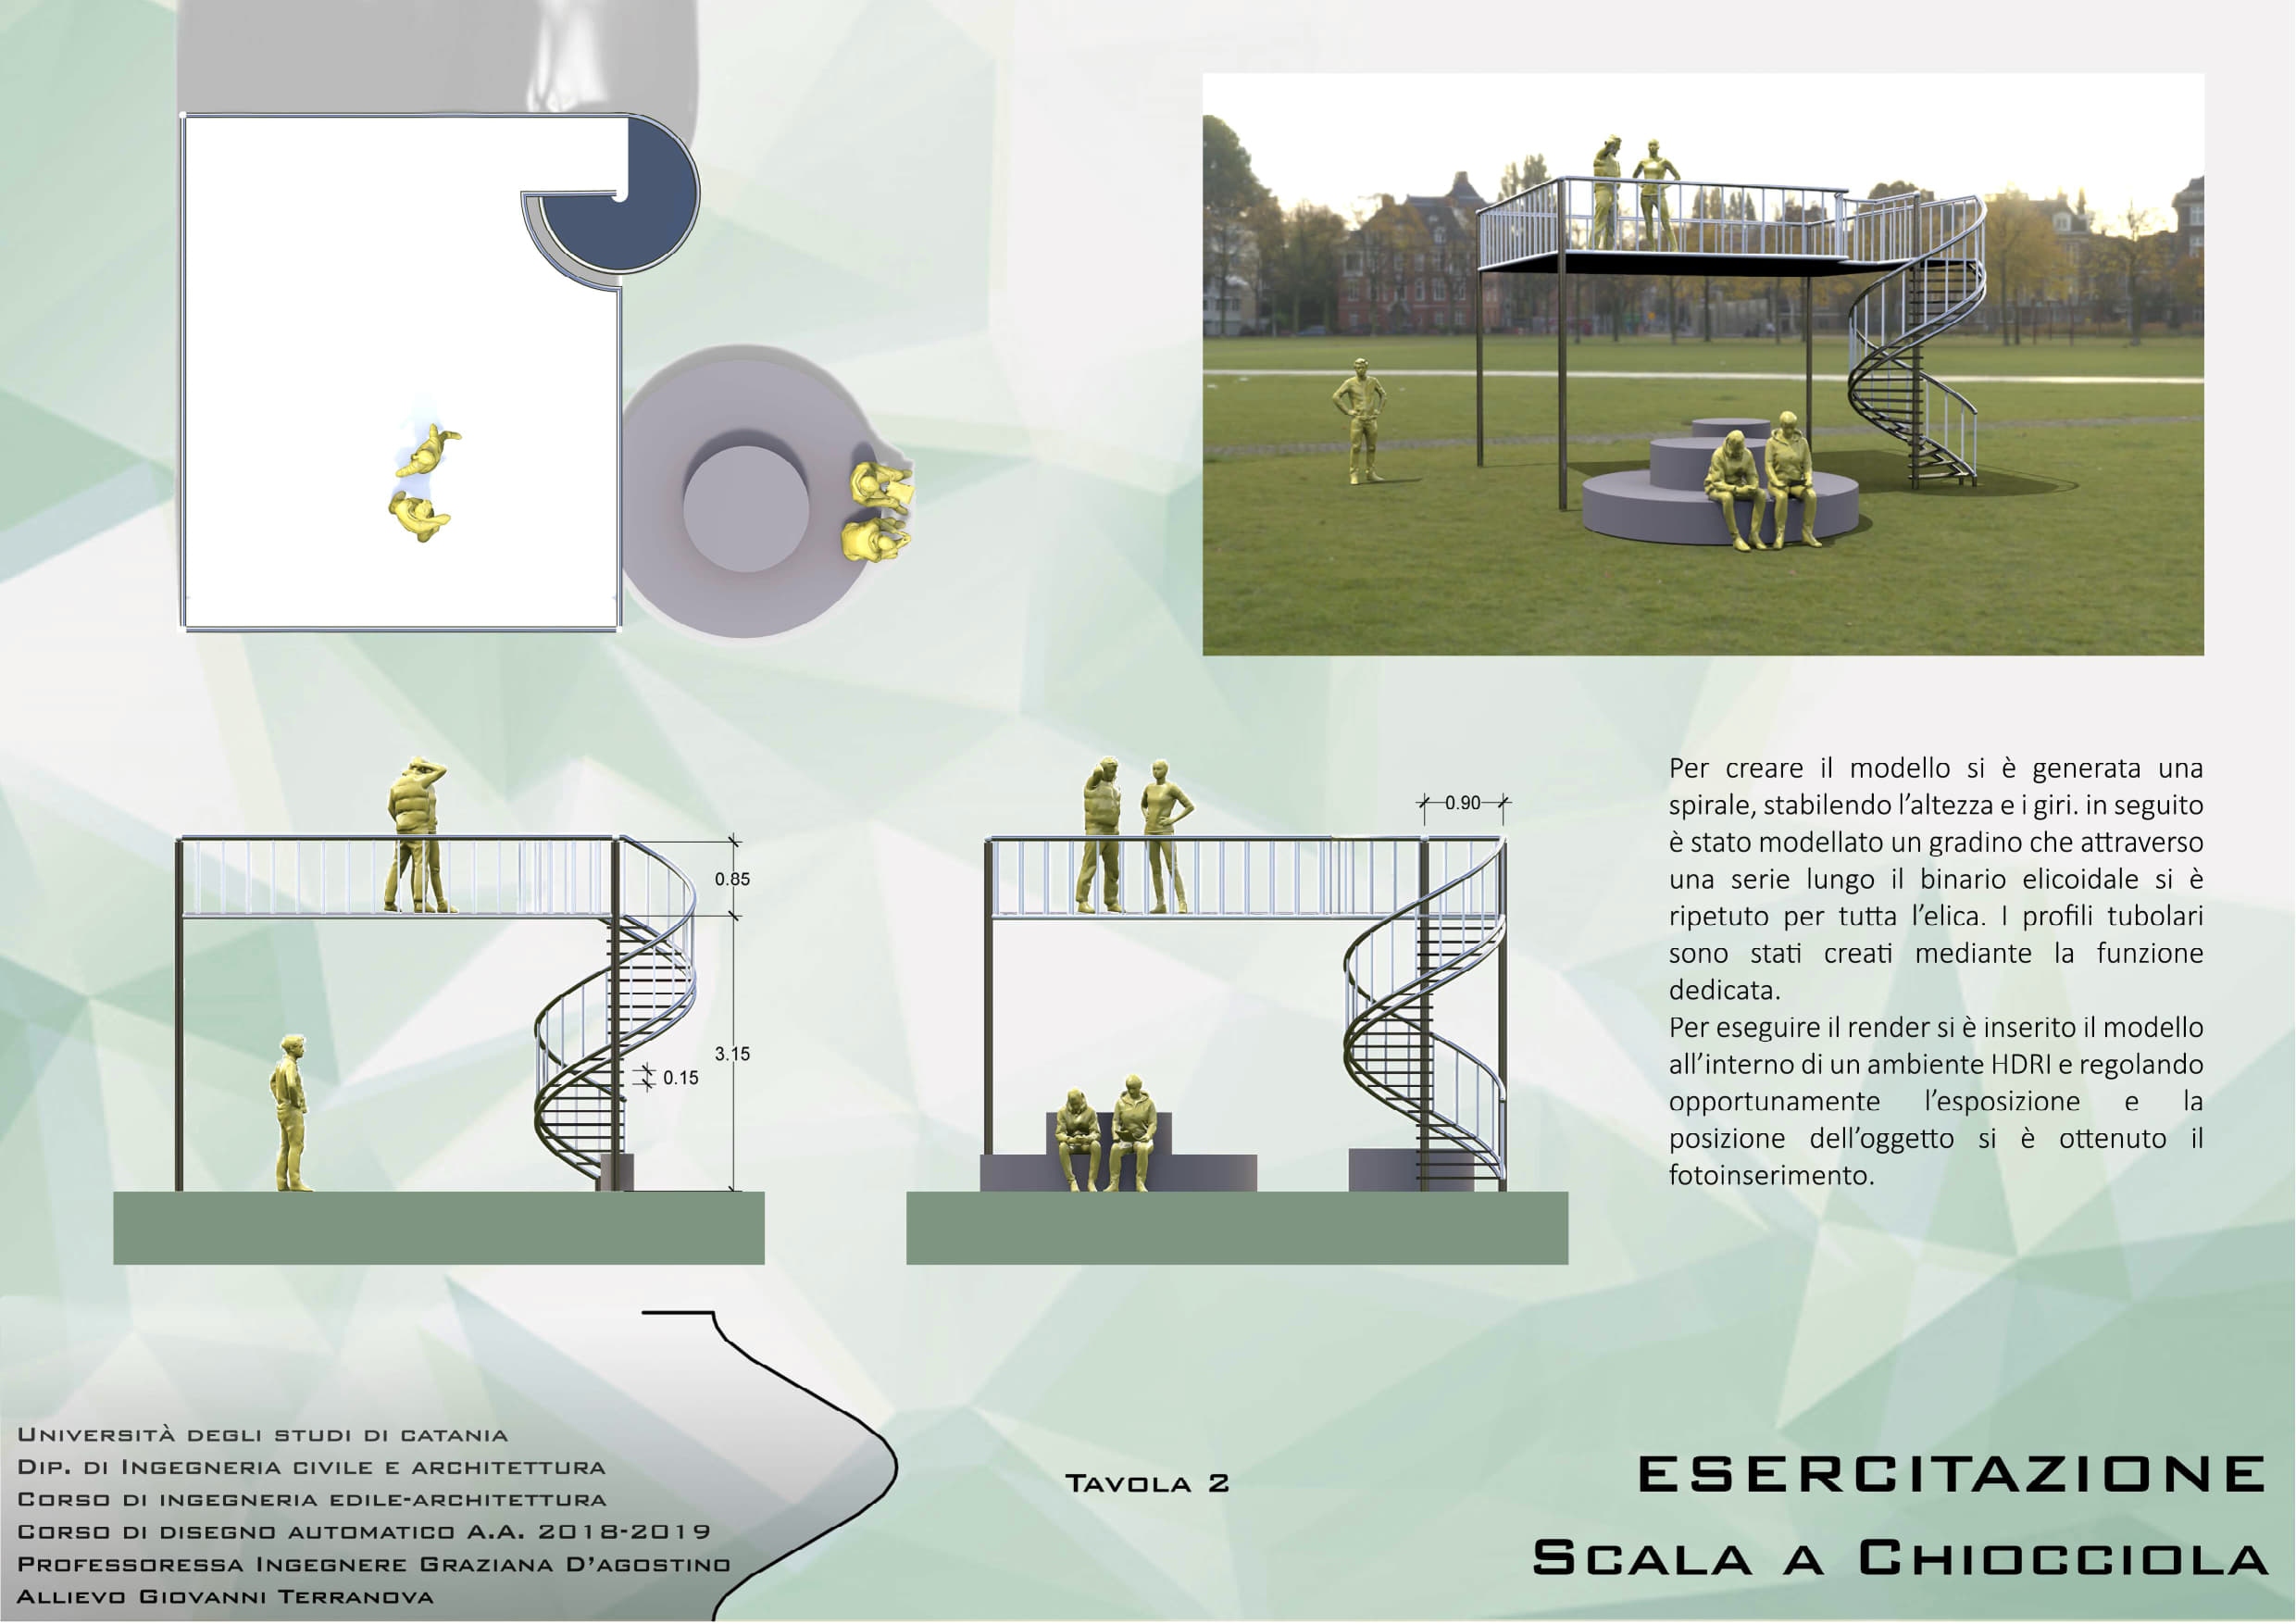 0.90
0.85
3.15
0.15
Per creare il modello si è generata una
spirale, stabilendo l’altezza e i giri. in seguito
è stato modellato un gradino che attraverso
una serie lungo il binario elicoidale si è
ripetuto per tutta l’elica. I profili tubolari
sono stati creati mediante la funzione
dedicata.
Per eseguire il render si è inserito il modello
all’interno di un ambiente HDRI e regolando
opportunamente l’esposizione e la
posizione dell’oggetto si è ottenuto il
fotoinserimento.
Università degli studi di catania
Dip. di Ingegneria civile e architettura
Corso di ingegneria edile-architettura
Corso di disegno automatico A.A. 2018-2019
Professoressa Ingegnere Graziana D’agostino
Allievo Giovanni Terranova
Tavola 2
ESERCITAZIONE
Scala a Chiocciola